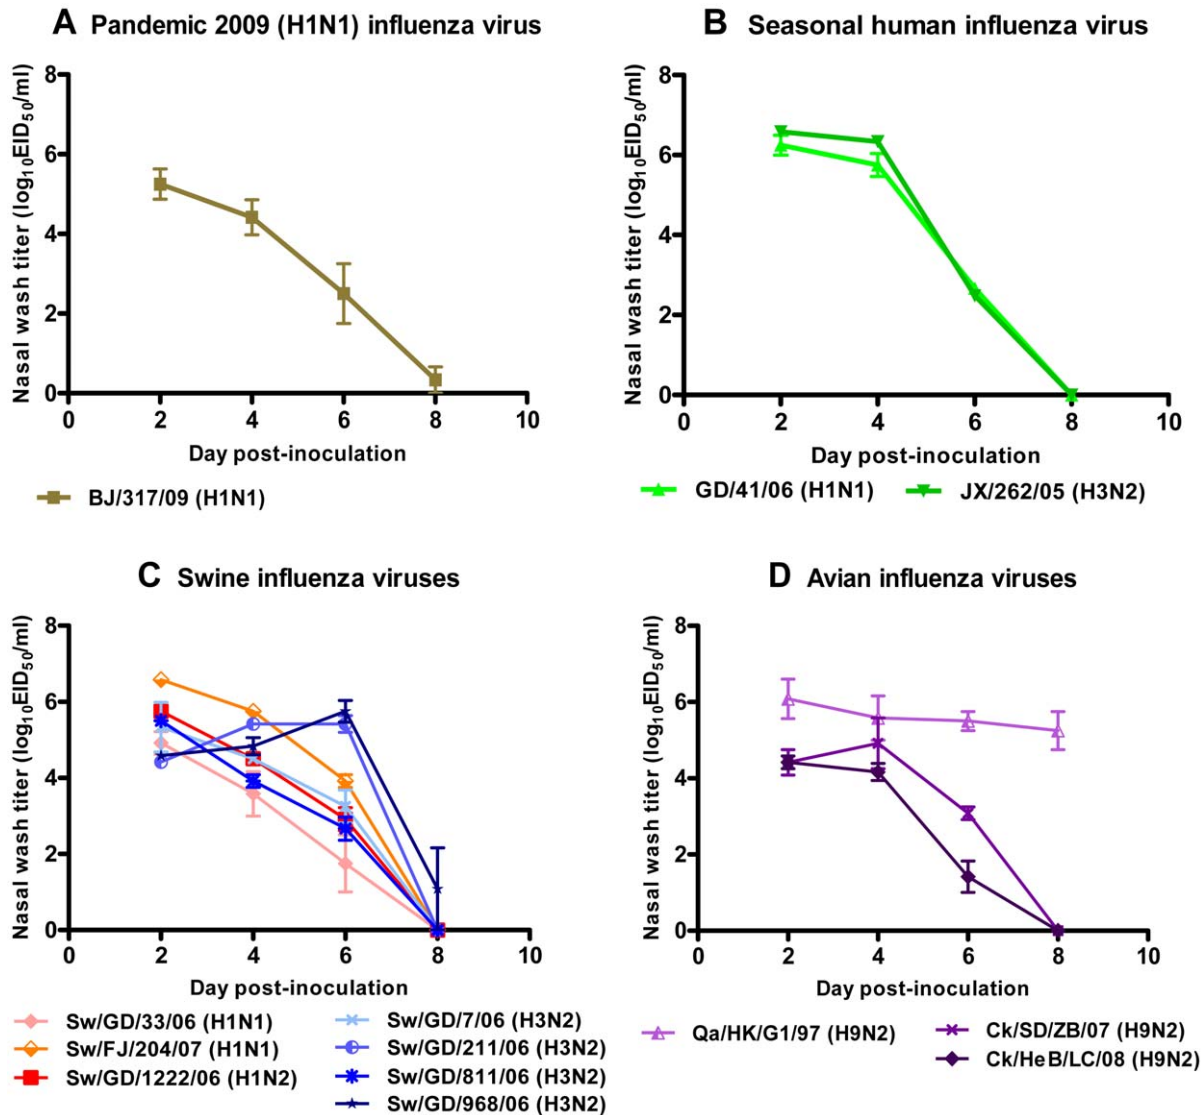 A Pandemic 2009 (H1N1) influenza virus
Nasal wash titer (log10EID50/ml)
8
6
4
2
0
0 2 4 6 8 10
Day post-inoculation
BJ/317/09 (H1N1)
B Seasonal human influenza virus
Nasal wash titer (log10EID50/ml)
8
6
4
2
0
0 2 4 6 8 10
Day post-inoculation
GD/41/06 (H1N1) JX/262/05 (H3N2)
C Swine influenza viruses
Nasal wash titer (log10EID50/ml)
8
6
4
2
0
0 2 4 6 8 10
Day post-inoculation
Sw/GD/33/06 (H1N1)
Sw/FJ/204/07 (H1N1)
Sw/GD/1222/06 (H1N2)
Sw/GD/7/06 (H3N2)
Sw/GD/211/06 (H3N2)
Sw/GD/811/06 (H3N2)
Sw/GD/968/06 (H3N2)
D Avian influenza viruses
Nasal wash titer (log10EID50/ml)
8
6
4
2
0
0 2 4 6 8 10
Day post-inoculation
Qa/HK/G1/97 (H9N2)
Ck/SD/ZB/07 (H9N2)
Ck/HeB/LC/08 (H9N2)